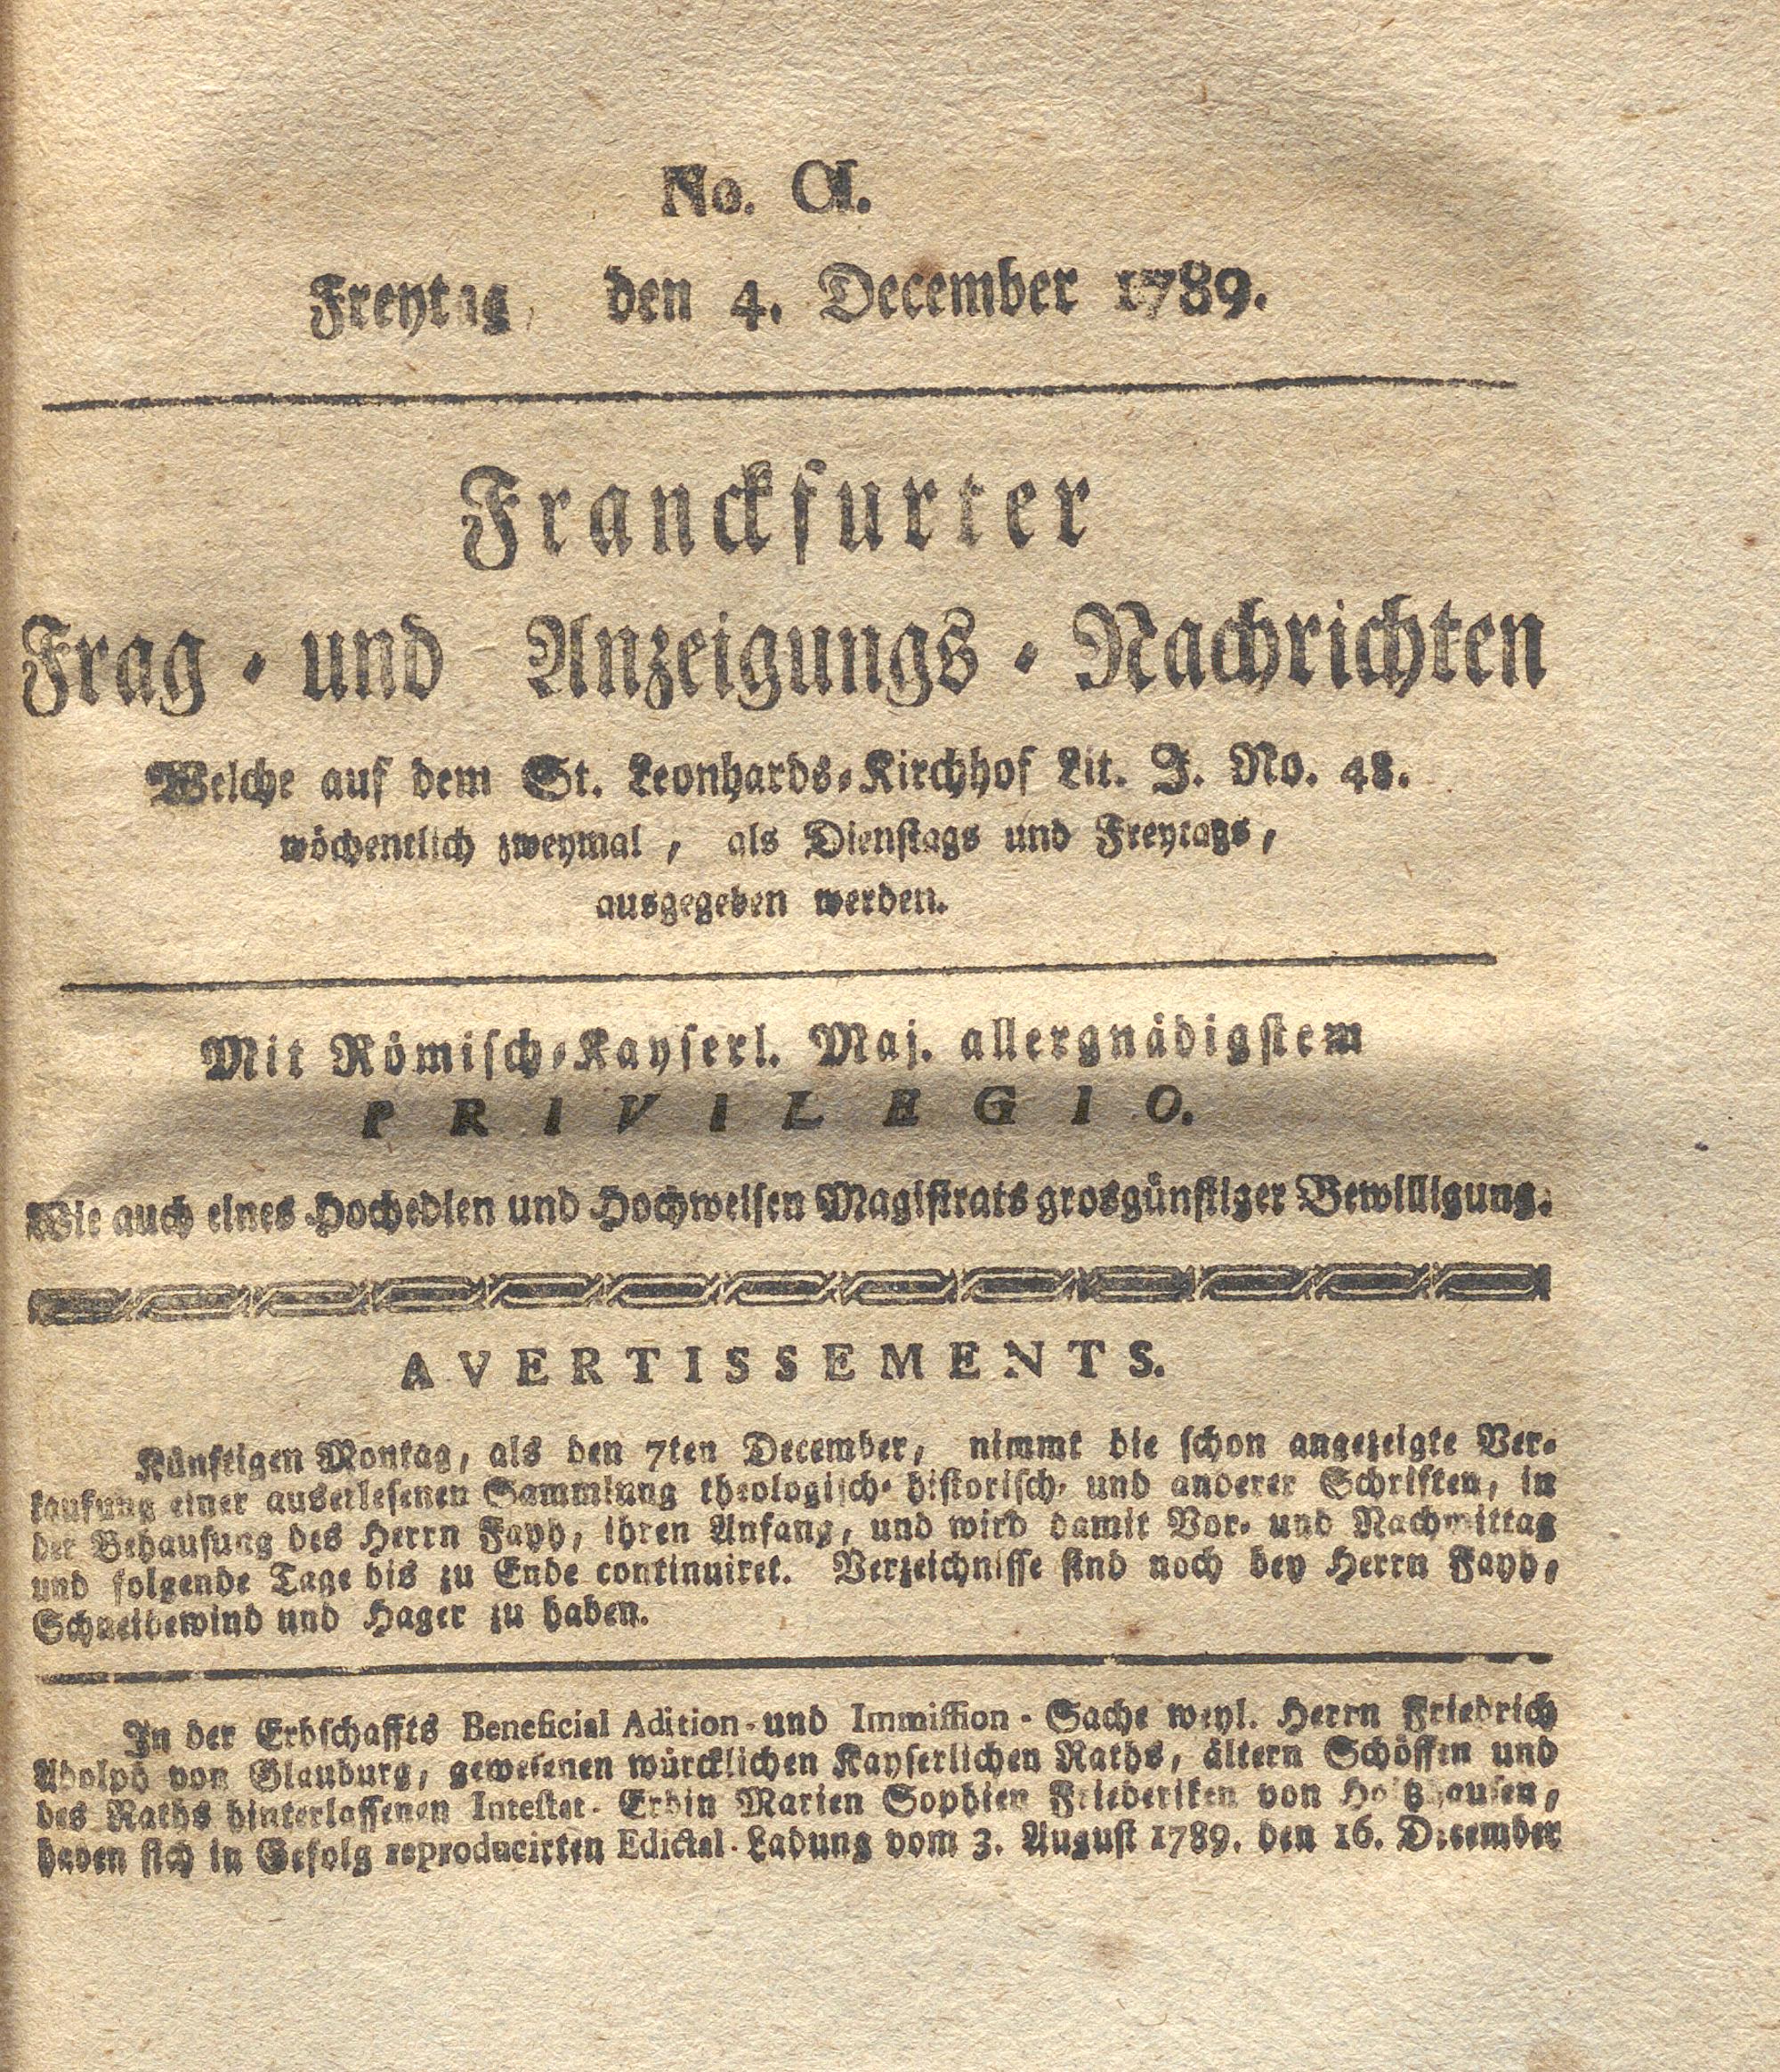 No. CI.
Freytag, den 4. December 1789.
Franckfurter
Frag- und Anzeigungs-Nachrichten
Welche auf dem St. Leonhards-Kirchhof Lit. J. No. 48.
wöchentlich zweymal, als Dienstags und Freytags,
ausgegeben werden.
Mit Römisch-Kayserl. Maj. allergnädigstem
PRIVILEGIO.
Wie auch eines Hochedlen und Hochweisen Magistrats grosgünstiger Bewilligung.
AVERTISSEMENTS.
Künftigen Montag, als den 7ten December, nimmt die schon angezeigte Ver-
kaufung einer auserlesenen Sammlung theologisch- historisch- und anderer Schriften, in
der Behausung des Herrn Fayh, ihren Anfang, und wird damit Vor- und Nachmittag
und folgende Tage bis zu Ende continuiret. Verzeichnisse sind noch bey Herrn Fayh,
Schneidewind und Hager zu haben.
In der Erbschaffts Beneficial Adition- und Immission-Sache weyl. Herrn Friedrich
Adolph von Glauburg, gewesenen würcklichen Kayserlichen Raths, ältern Schöffen und
des Raths hinterlassenen Intestat-Erbin Marien Sophien Friederiken von Holtzhausen,
haben sich in Gefolg reproducirten Edictal-Ladung vom 3. August 1789. den 16. December